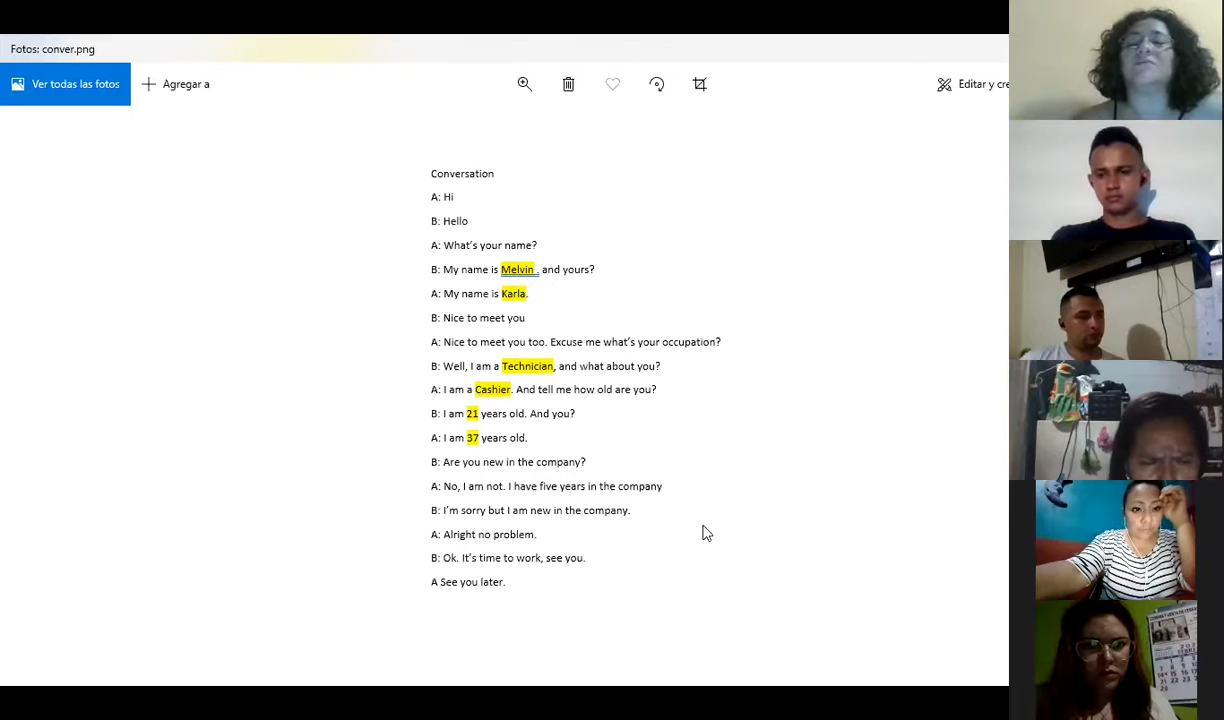 Fotos: conver.png
Ver todas las fotos
Agregar a
Editar y cre
Conversation
A: Hi
B: Hello
A: What's your name?
B: My name is Melvin . and yours?
A: My name is Karla.
B: Nice to meet you
A: Nice to meet you too. Excuse me what's your occupation?
B: Well, I am a Technician, and what about you?
A: I am a Cashier. And tell me how old are you?
B: I am 21 years old. And you?
A: I am 37 years old.
B: Are you new in the company?
A: No, I am not. I have five years in the company
B: I'm sorry but I am new in the company.
A: Alright no problem.
B: Ok. It's time to work, see you.
A See you later.